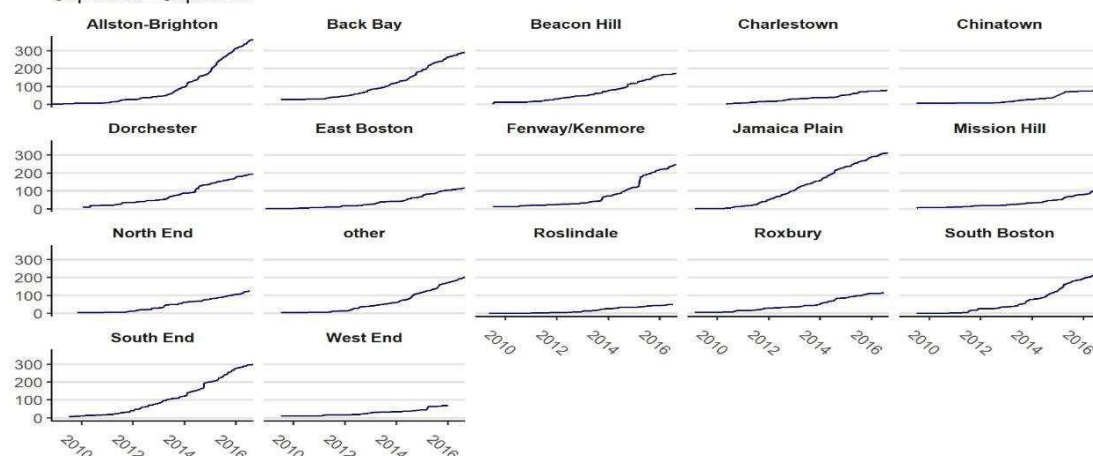 Allston-Brighton Back Bay Beacon Hill Charlestown Chinatown
300
200
100
0
Dorchester East Boston Fenway/Kenmore Jamaica Plain Mission Hill
300
200
100
0
North End other Roslindale Roxbury South Boston
300
200
100
0
2010 2012 2014 2016 2010 2012 2014 2016 2010 2012 2014 2016
South End West End
300
200
100
0
2010 2012 2014 2016 2010 2012 2014 2016